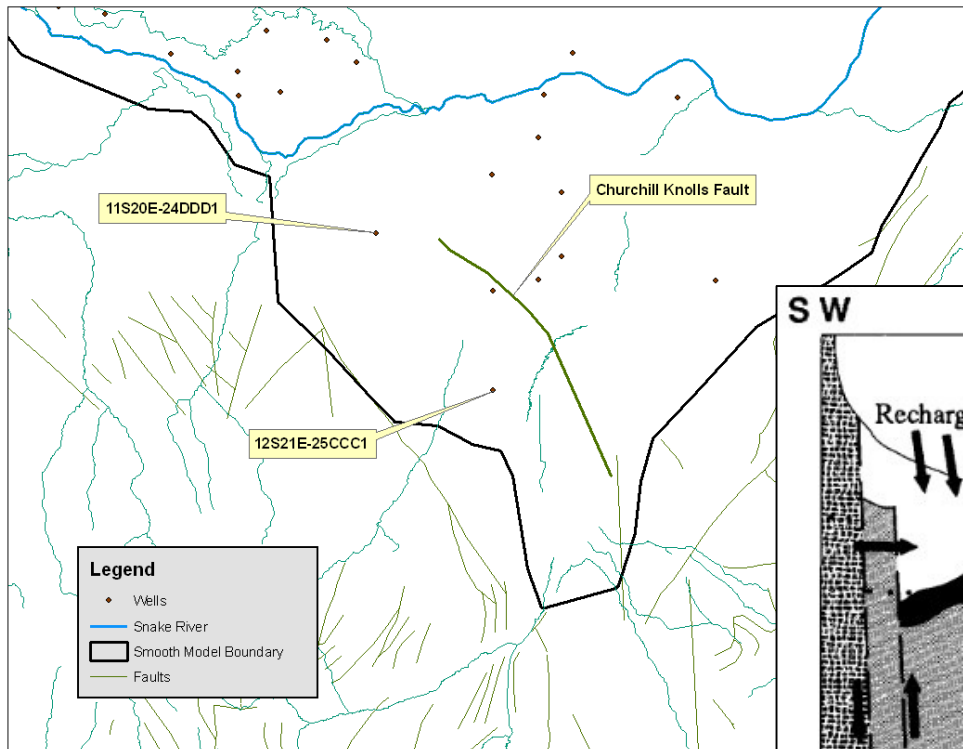 11S20E-24DDD1
Churchill Knolls Fault
12S21E-25CCC1
S W
Recharg
Legend
Wells
Snake River
Smooth Model Boundary
Faults